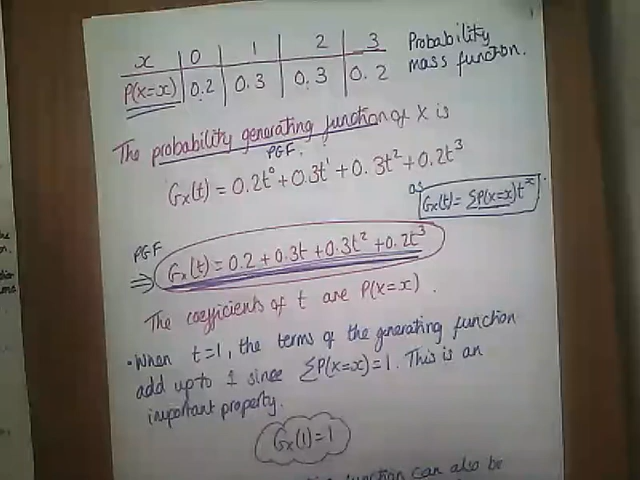 x 0 1 2 3 Probability
P(X=x) 0.2 0.3 0.3 0.2 mass function.
The probability generating function of X is
PGF.
Gx(t) = 0.2t⁰ + 0.3t¹ + 0.3t² + 0.2t³
as
Gx(t) = ΣP(X=x)tˣ.
PGF
⇒ Gx(t) = 0.2 + 0.3t + 0.3t² + 0.2t³
The coefficients of t are P(X=x).
• When t=1, the terms of the generating function
add up to 1 since ΣP(X=x)=1. This is an
important property.
Gx(1)=1
function can also be